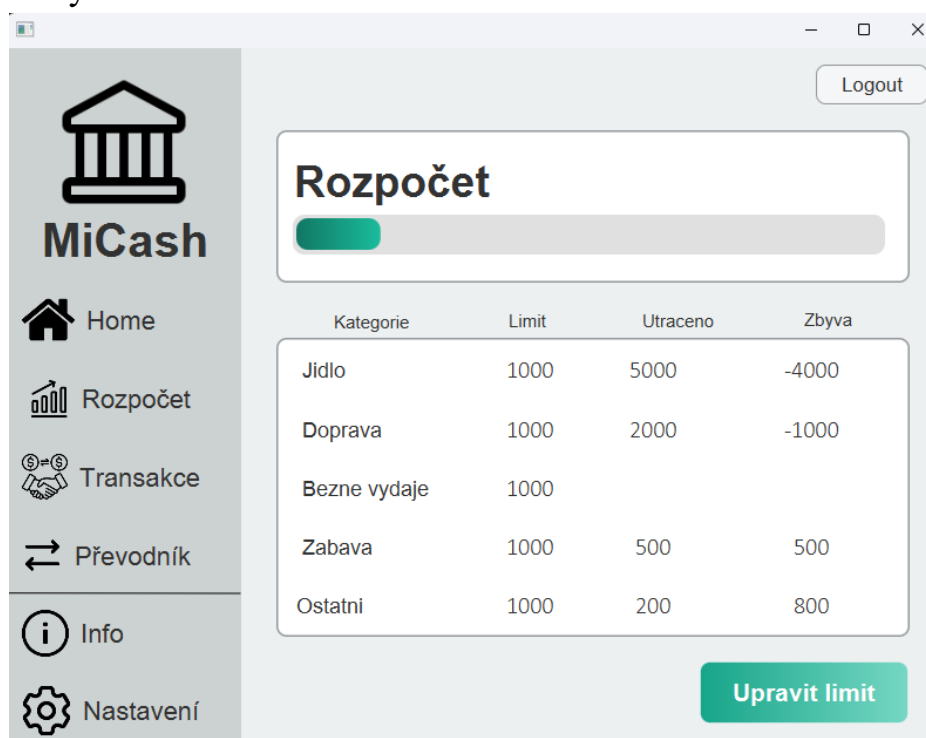 Logout
MiCash
Home
Rozpočet
Transakce
Převodník
Info
Nastavení
Rozpočet
Kategorie Limit Utraceno Zbyva
Jidlo 1000 5000 -4000
Doprava 1000 2000 -1000
Bezne vydaje 1000
Zabava 1000 500 500
Ostatni 1000 200 800
Upravit limit